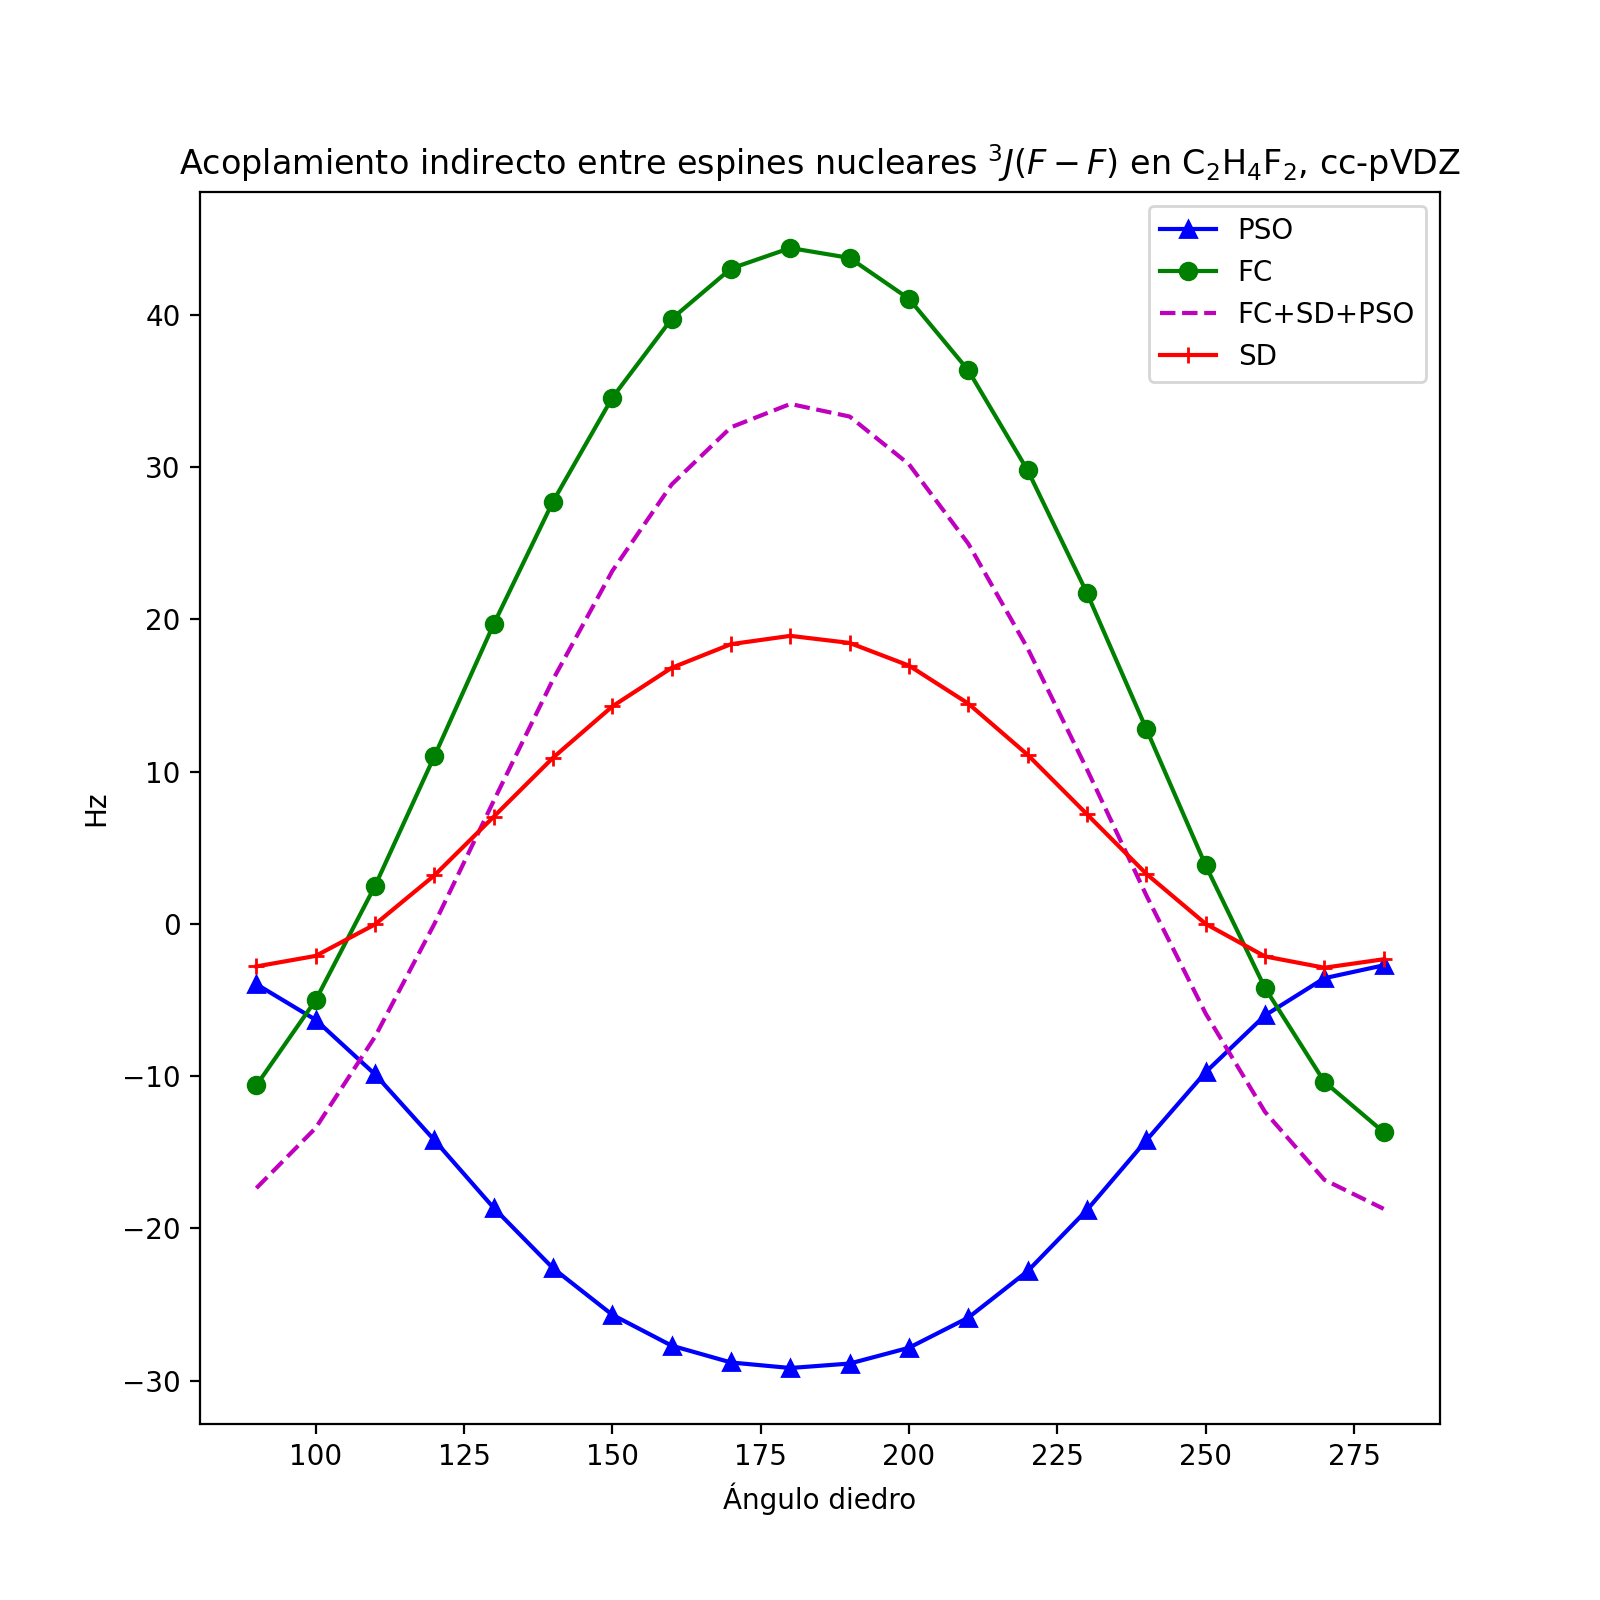 Acoplamiento indirecto entre espines nucleares ³J(F − F) en C₂H₄F₂, cc-pVDZ
PSO
FC
FC+SD+PSO
SD
40
30
20
10
0
−10
−20
−30
Hz
100 125 150 175 200 225 250 275
Ángulo diedro